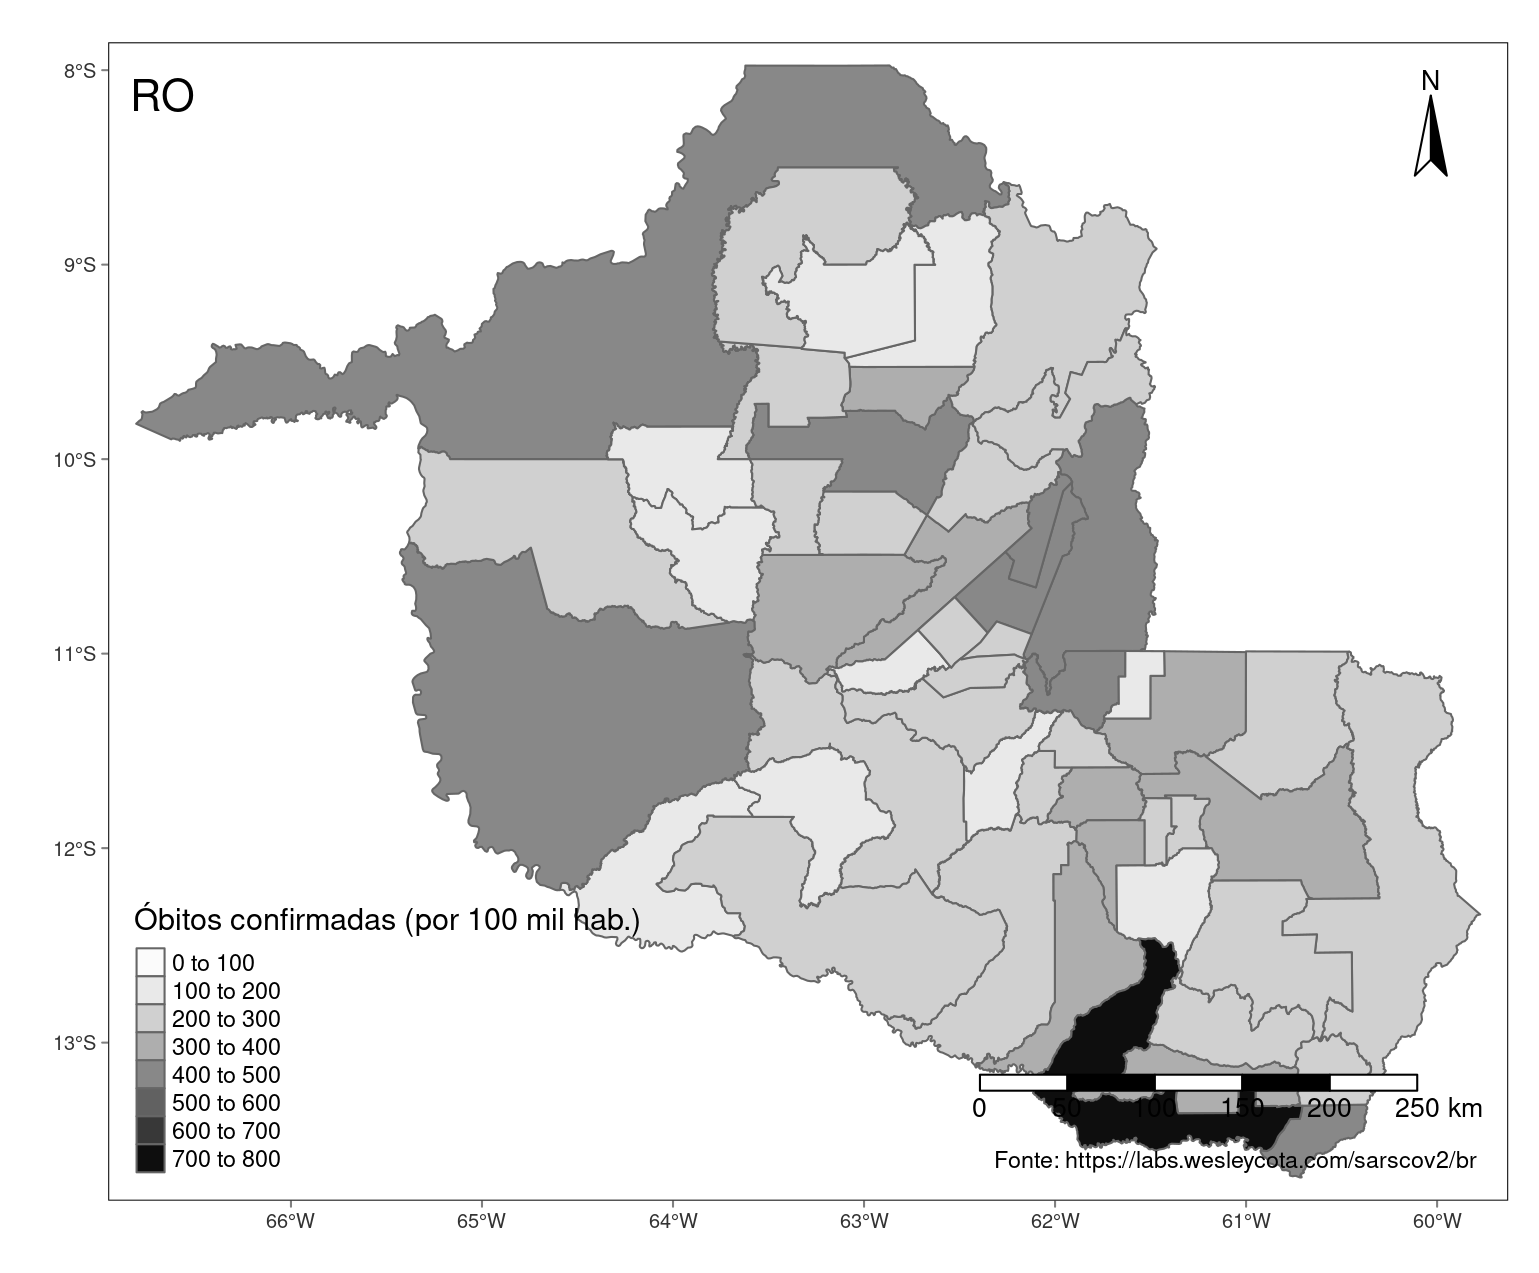 RO
N
8°S
9°S
10°S
11°S
12°S
13°S
Óbitos confirmadas (por 100 mil hab.)
0 to 100
100 to 200
200 to 300
300 to 400
400 to 500
500 to 600
600 to 700
700 to 800
0 50 100 150 200 250 km
Fonte: https://labs.wesleycota.com/sarscov2/br
66°W 65°W 64°W 63°W 62°W 61°W 60°W